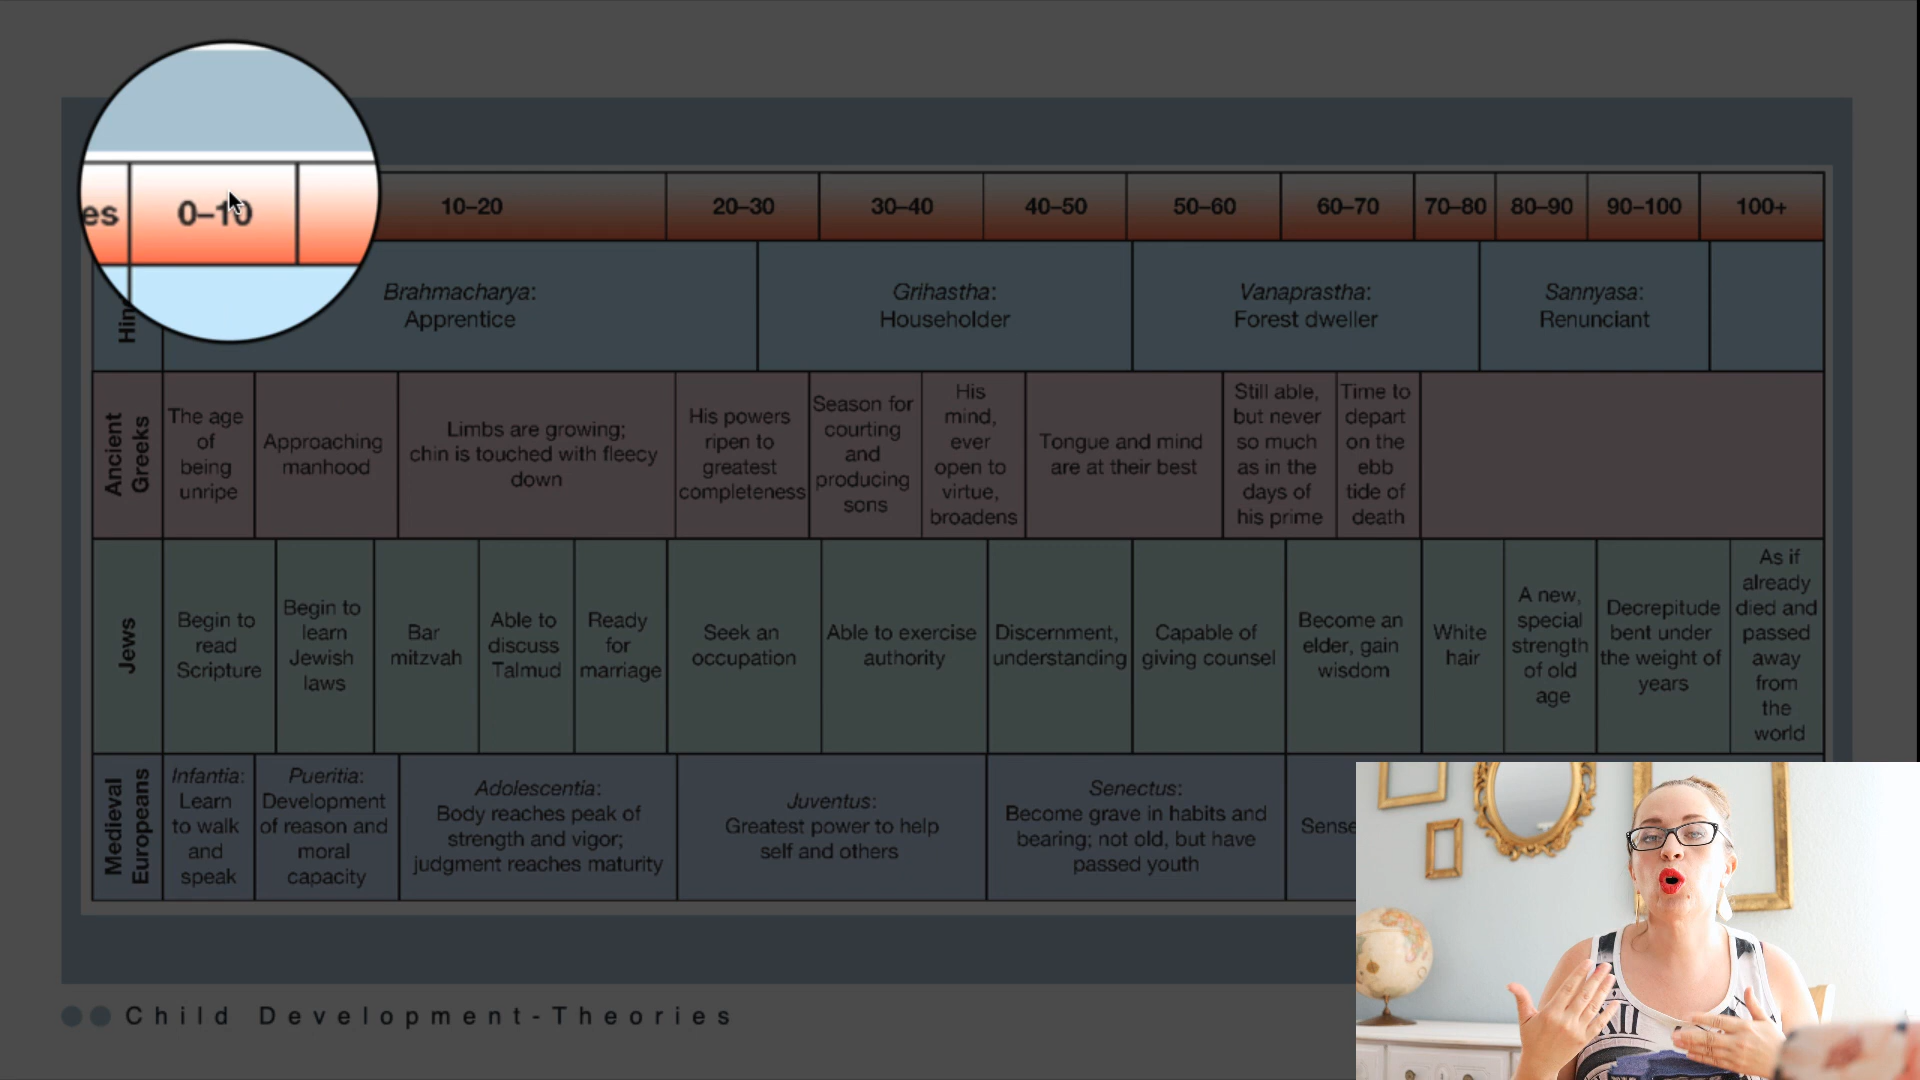 es
0–10
10–20
20–30
30–40
40–50
50–60
60–70
70–80
80–90
90–100
100+
Hin
Brahmacharya:
Apprentice
Grihastha:
Householder
Vanaprastha:
Forest dweller
Sannyasa:
Renunciant
Ancient
Greeks
The age
of
being
unripe
Approaching
manhood
Limbs are growing;
chin is touched with fleecy
down
His powers
ripen to
greatest
completeness
Season for
courting
and
producing
sons
His
mind,
ever
open to
virtue,
broadens
Tongue and mind
are at their best
Still able,
but never
so much
as in the
days of
his prime
Time to
depart
on the
ebb
tide of
death
Jews
Begin to
read
Scripture
Begin to
learn
Jewish
laws
Bar
mitzvah
Able to
discuss
Talmud
Ready
for
marriage
Seek an
occupation
Able to exercise
authority
Discernment,
understanding
Capable of
giving counsel
Become an
elder, gain
wisdom
White
hair
A new,
special
strength
of old
age
Decrepitude
bent under
the weight of
years
As if
already
died and
passed
away
from
the
world
Medieval
Europeans
Infantia:
Learn
to walk
and
speak
Pueritia:
Development
of reason and
moral
capacity
Adolescentia:
Body reaches peak of
strength and vigor;
judgment reaches maturity
Juventus:
Greatest power to help
self and others
Senectus:
Become grave in habits and
bearing; not old, but have
passed youth
Sense
Child Development-Theories